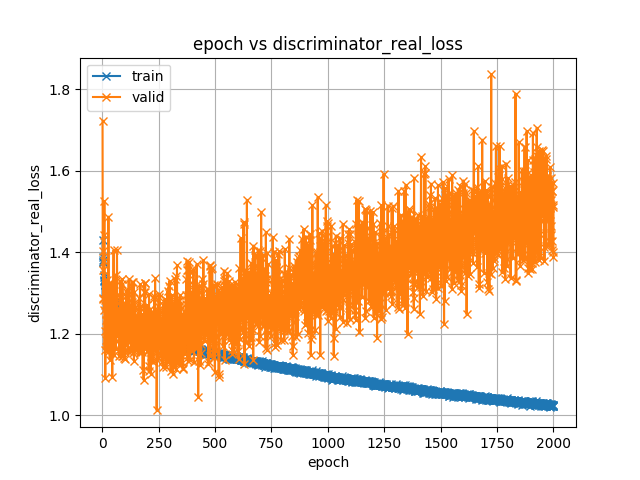 epoch vs discriminator_real_loss
train
valid
1.8
1.6
1.4
1.2
1.0
discriminator_real_loss
0 250 500 750 1000 1250 1500 1750 2000
epoch